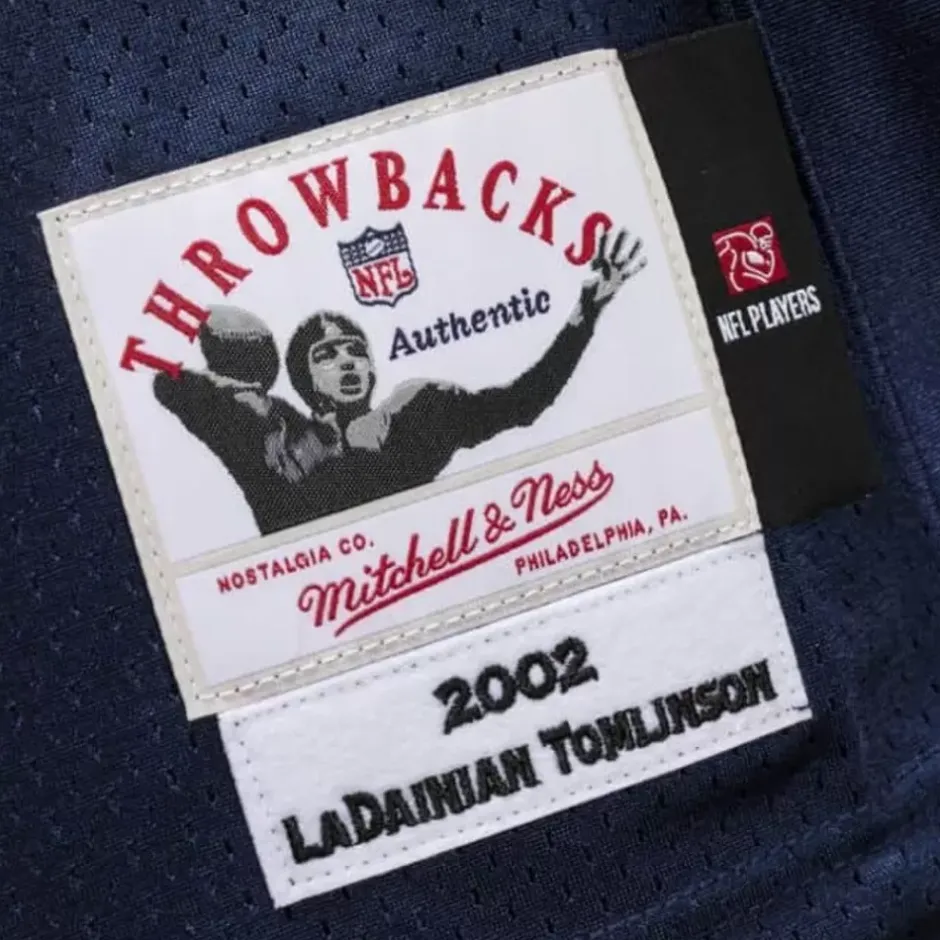 THROWBACKS
NFL
Authentic
NFL PLAYERS
NOSTALGIA CO.
Mitchell & Ness
PHILADELPHIA, PA.
2002
LADAINIAN TOMLINSON